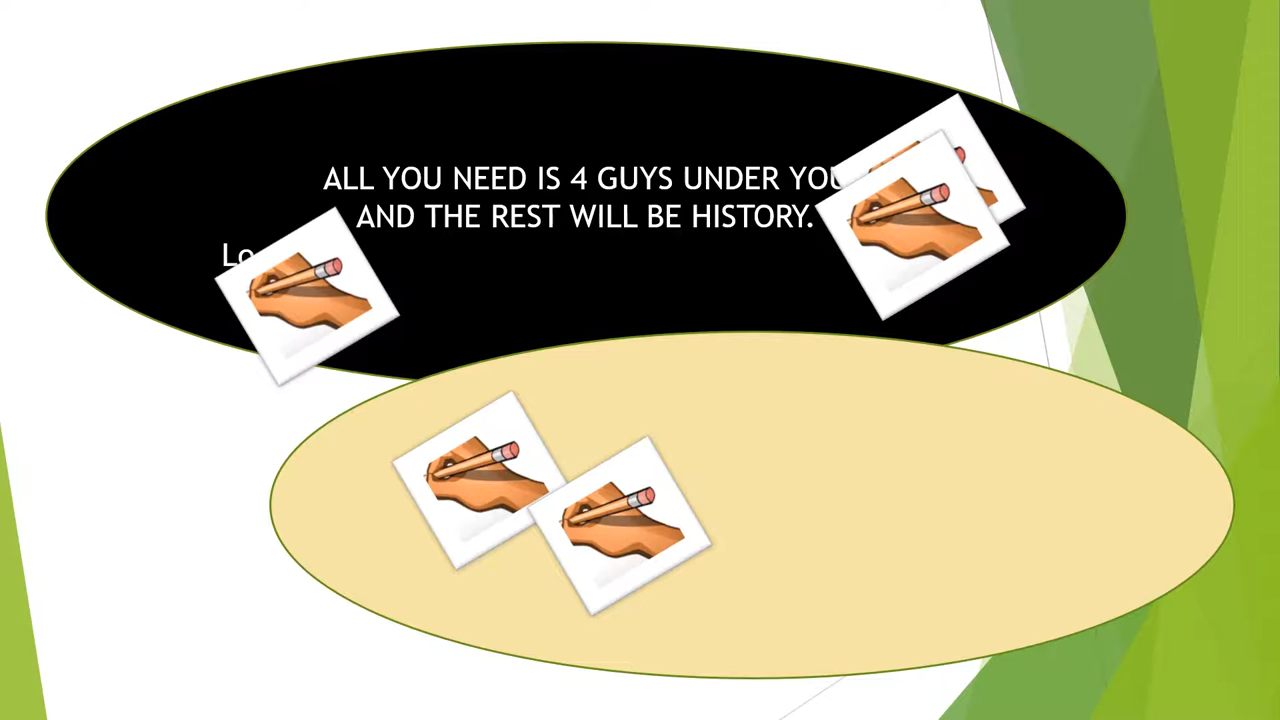 ALL YOU NEED IS 4 GUYS UNDER YOU
AND THE REST WILL BE HISTORY.